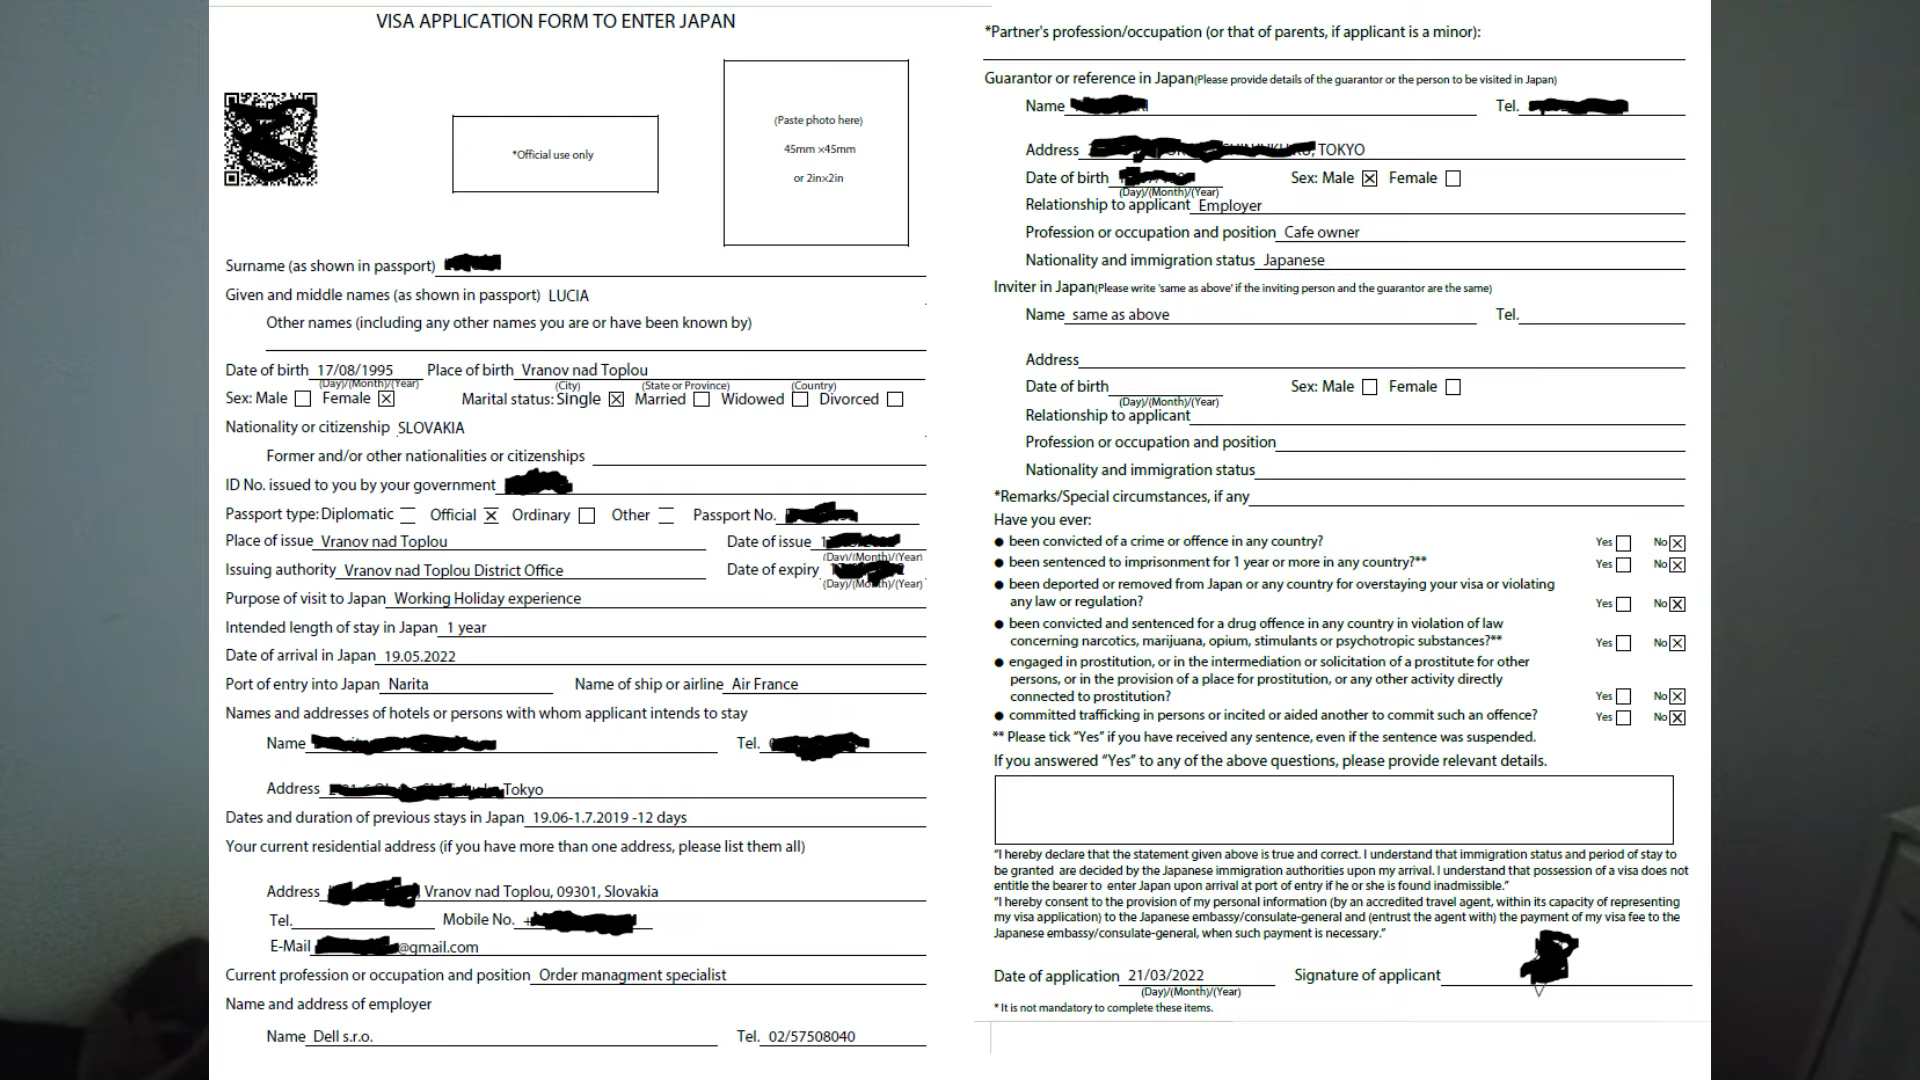 VISA APPLICATION FORM TO ENTER JAPAN
*Official use only
(Paste photo here)
45mm ×45mm
or 2in×2in
Surname (as shown in passport)
Given and middle names (as shown in passport) LUCIA
Other names (including any other names you are or have been known by)
Date of birth 17/08/1995 Place of birth Vranov nad Toplou
(Day)/(Month)/(Year) (City) (State or Province) (Country)
Sex: Male Female Marital status: Single Married Widowed Divorced
Nationality or citizenship SLOVAKIA
Former and/or other nationalities or citizenships
ID No. issued to you by your government
Passport type: Diplomatic Official Ordinary Other Passport No.
Place of issue Vranov nad Toplou Date of issue
(Day)/(Month)/(Year)
Issuing authority Vranov nad Toplou District Office Date of expiry
(Day)/(Month)/(Year)
Purpose of visit to Japan Working Holiday experience
Intended length of stay in Japan 1 year
Date of arrival in Japan 19.05.2022
Port of entry into Japan Narita Name of ship or airline Air France
Names and addresses of hotels or persons with whom applicant intends to stay
Name Tel.
Address Tokyo
Dates and duration of previous stays in Japan 19.06-1.7.2019 -12 days
Your current residential address (if you have more than one address, please list them all)
Address Vranov nad Toplou, 09301, Slovakia
Tel. Mobile No.
E-Mail @gmail.com
Current profession or occupation and position Order managment specialist
Name and address of employer
Name Dell s.r.o. Tel. 02/57508040
*Partner's profession/occupation (or that of parents, if applicant is a minor):
Guarantor or reference in Japan(Please provide details of the guarantor or the person to be visited in Japan)
Name Tel.
Address , TOKYO
Date of birth Sex: Male Female
(Day)/(Month)/(Year)
Relationship to applicant Employer
Profession or occupation and position Cafe owner
Nationality and immigration status Japanese
Inviter in Japan(Please write 'same as above' if the inviting person and the guarantor are the same)
Name same as above Tel.
Address
Date of birth Sex: Male Female
(Day)/(Month)/(Year)
Relationship to applicant
Profession or occupation and position
Nationality and immigration status
*Remarks/Special circumstances, if any
Have you ever:
● been convicted of a crime or offence in any country? Yes No
● been sentenced to imprisonment for 1 year or more in any country?** Yes No
● been deported or removed from Japan or any country for overstaying your visa or violating
any law or regulation? Yes No
● been convicted and sentenced for a drug offence in any country in violation of law
concerning narcotics, marijuana, opium, stimulants or psychotropic substances?** Yes No
● engaged in prostitution, or in the intermediation or solicitation of a prostitute for other
persons, or in the provision of a place for prostitution, or any other activity directly
connected to prostitution? Yes No
● committed trafficking in persons or incited or aided another to commit such an offence? Yes No
** Please tick “Yes” if you have received any sentence, even if the sentence was suspended.
If you answered “Yes” to any of the above questions, please provide relevant details.
“I hereby declare that the statement given above is true and correct. I understand that immigration status and period of stay to
be granted are decided by the Japanese immigration authorities upon my arrival. I understand that possession of a visa does not
entitle the bearer to enter Japan upon arrival at port of entry if he or she is found inadmissible.”
“I hereby consent to the provision of my personal information (by an accredited travel agent, within its capacity of representing
my visa application) to the Japanese embassy/consulate-general and (entrust the agent with) the payment of my visa fee to the
Japanese embassy/consulate-general, when such payment is necessary.”
Date of application 21/03/2022 Signature of applicant
(Day)/(Month)/(Year)
* It is not mandatory to complete these items.